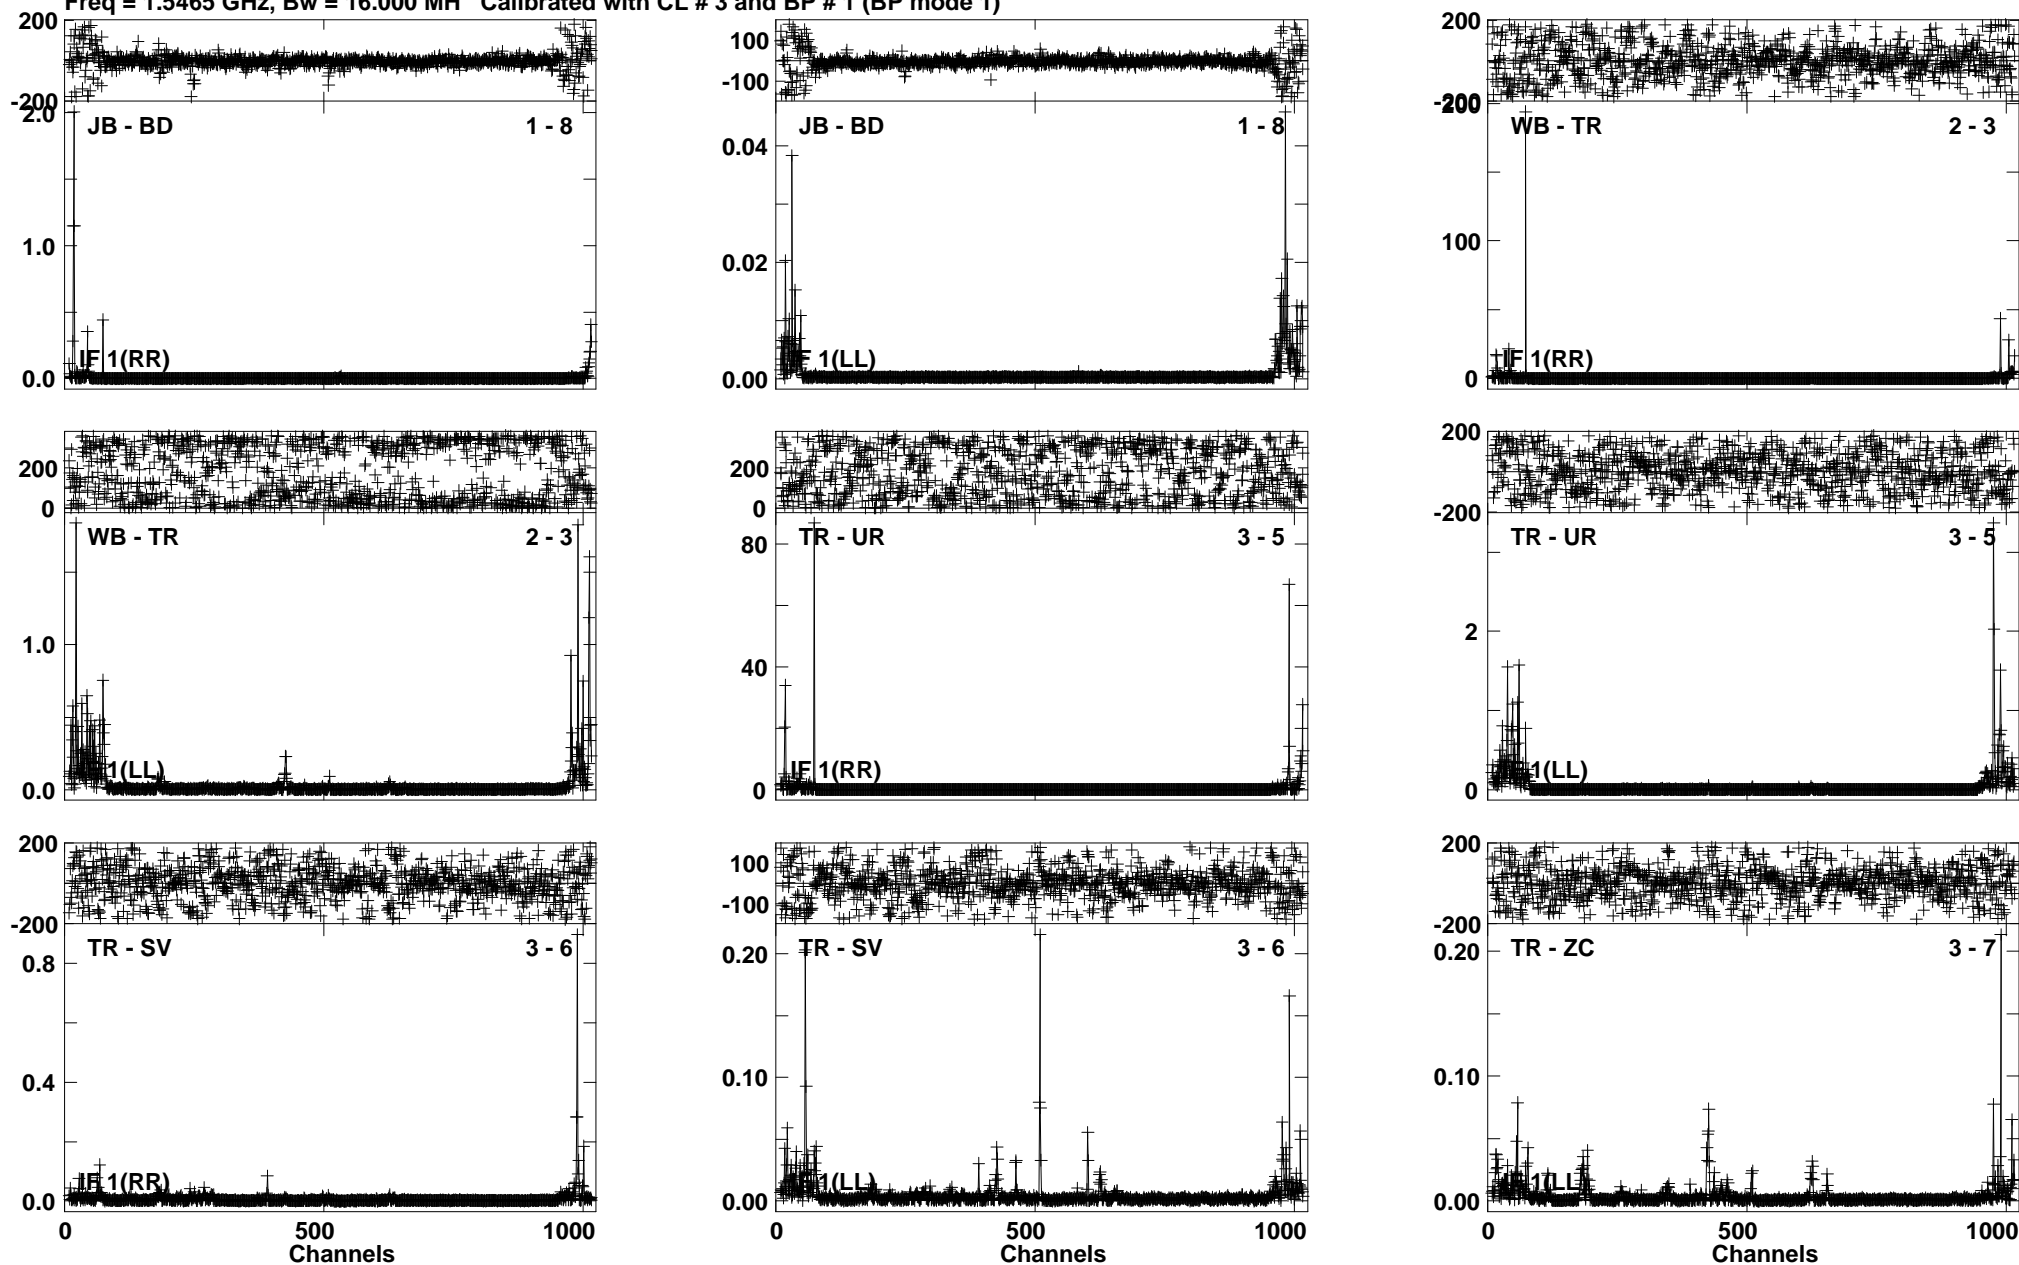 Freq = 1.5465 GHz, Bw = 16.000 MH Calibrated with CL # 3 and BP # 1 (BP mode 1)
200
-200
2.0
1.0
0.0
JB - BD
1 - 8
IF 1(RR)
100
-100
0.04
0.02
0.00
JB - BD
1 - 8
IF 1(LL)
200
-200
200
100
0
WB - TR
2 - 3
IF 1(RR)
200
0
1.0
0.0
WB - TR
2 - 3
1(LL)
200
0
80
40
0
TR - UR
3 - 5
IF 1(RR)
200
-200
2
0
TR - UR
3 - 5
1(LL)
200
-200
0.8
0.4
0.0
TR - SV
3 - 6
IF 1(RR)
0
500
1000
Channels
100
-100
0.20
0.10
0.00
TR - SV
3 - 6
IF 1(LL)
0
500
1000
Channels
200
-200
0.20
0.10
0.00
TR - ZC
3 - 7
IF 1(LL)
0
500
1000
Channels